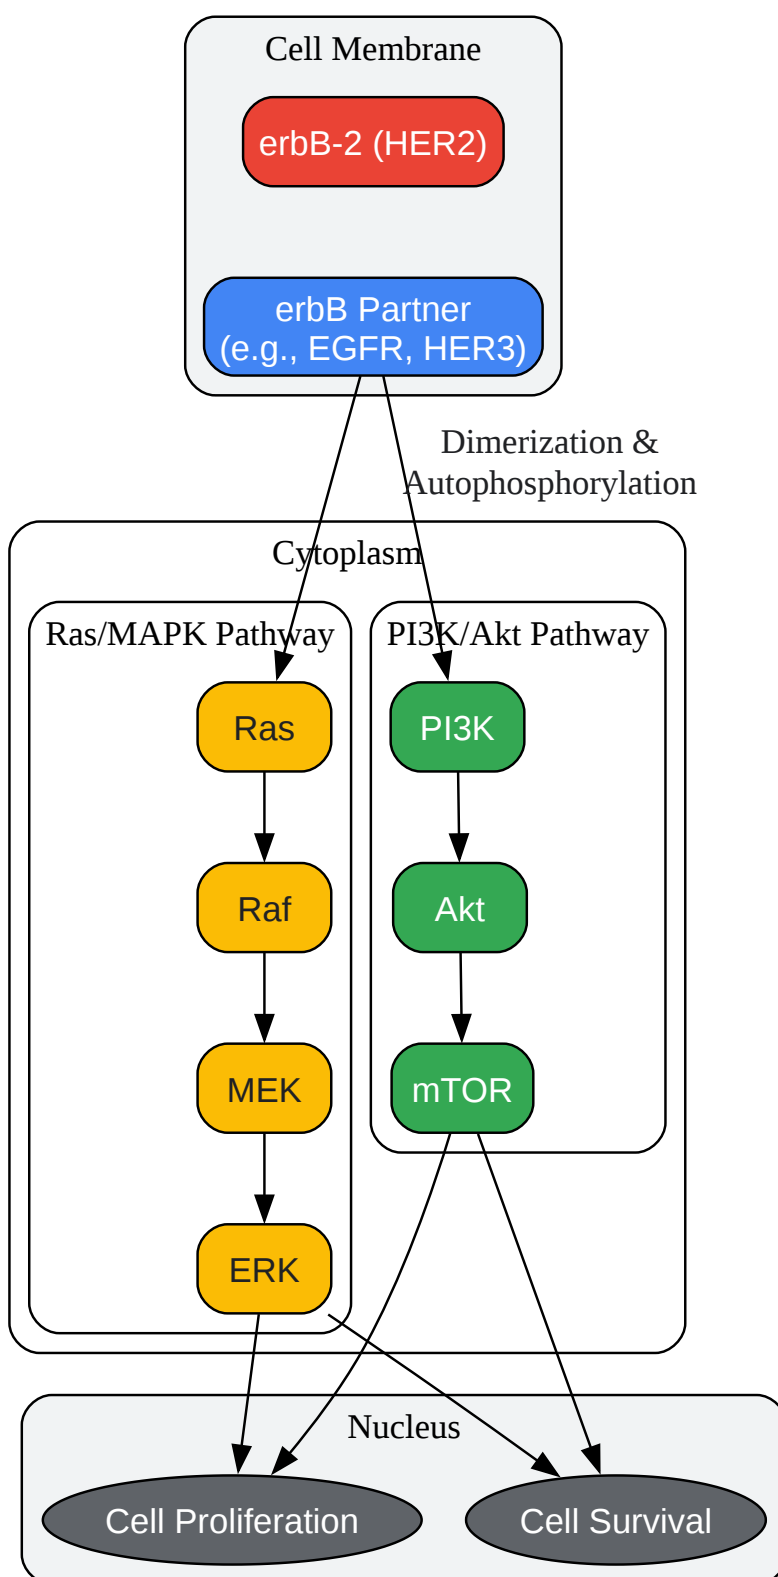 Cell Membrane
erbB-2 (HER2)
erbB Partner
(e.g., EGFR, HER3)
Dimerization &
Autophosphorylation
Cytoplasm
Ras/MAPK Pathway
PI3K/Akt Pathway
Ras
PI3K
Raf
Akt
MEK
mTOR
ERK
Nucleus
Cell Proliferation
Cell Survival